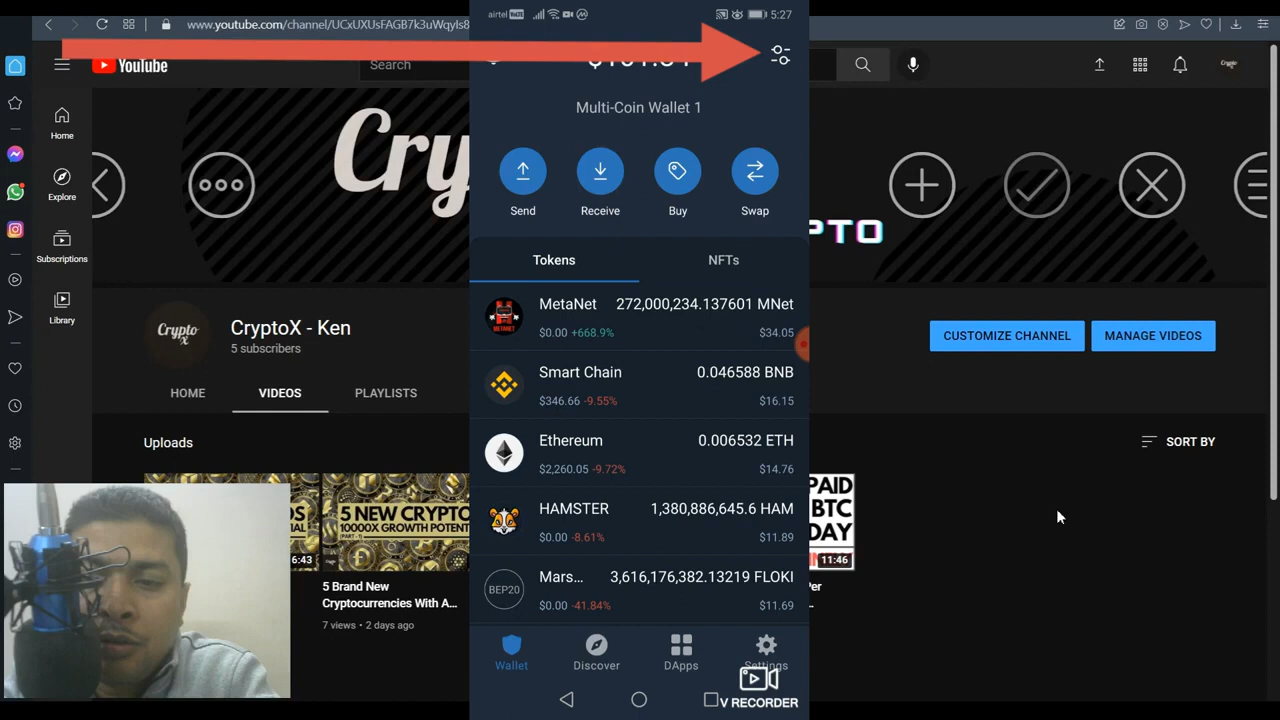 airtel VoLTE 5:27
www.youtube.com/channel/UCxUXUsFAGB7k3uWqyls8
YouTube
Search
Multi-Coin Wallet 1
Cry
PTO
Send Receive Buy Swap
Tokens NFTs
Home
Explore
Subscriptions
Library
Crypto
CryptoX - Ken
5 subscribers
CUSTOMIZE CHANNEL MANAGE VIDEOS
HOME VIDEOS PLAYLISTS
Uploads
SORT BY
MetaNet 272,000,234.137601 MNet
$0.00 +668.9% $34.05
Smart Chain 0.046588 BNB
$346.66 -9.55% $16.15
Ethereum 0.006532 ETH
$2,260.05 -9.72% $14.76
HAMSTER 1,380,886,645.6 HAM
$0.00 -8.61% $11.89
Mars... 3,616,176,382.13219 FLOKI
BEP20
$0.00 -41.84% $11.69
6:43
5 NEW CRYPTO
10000X GROWTH POTEN
PAID
BTC
DAY
11:46
5 Brand New
Cryptocurrencies With A...
7 views • 2 days ago
Per
Wallet Discover DApps Settings
V RECORDER